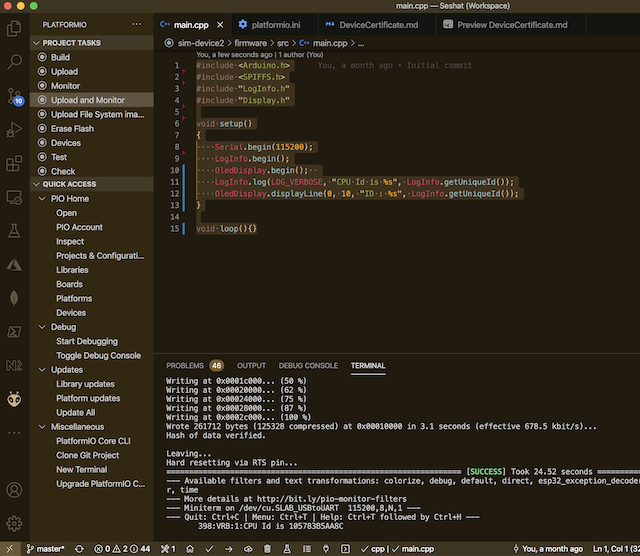 main.cpp — Seshat (Workspace)
PLATFORMIO
main.cpp
platformio.ini
DeviceCertificate.md
Preview DeviceCertificate.md
sim-device2 > firmware > src > main.cpp > ...
PROJECT TASKS
Build
Upload
Monitor
Upload and Monitor
Upload File System ima...
Erase Flash
Devices
Test
Check
QUICK ACCESS
PIO Home
Open
PIO Account
Inspect
Projects & Configurati...
Libraries
Boards
Platforms
Devices
Debug
Start Debugging
Toggle Debug Console
Updates
Library updates
Platform updates
Update All
Miscellaneous
PlatformIO Core CLI
Clone Git Project
New Terminal
Upgrade PlatformIO C...
10
You, a few seconds ago | 1 author (You)
1 #include <Arduino.h> You, a month ago • Initial commit
2 #include <SPIFFS.h>
3 #include "LogInfo.h"
4 #include "Display.h"
5
6 void setup()
7 {
8 Serial.begin(115200);
9 LogInfo.begin();
10 OledDisplay.begin();
11 LogInfo.log(LOG_VERBOSE, "CPU Id is %s", LogInfo.getUniqueId());
12 OledDisplay.displayLine(0, 10, "ID : %s", LogInfo.getUniqueId());
13 }
14
15 void loop(){}
PROBLEMS 46 OUTPUT DEBUG CONSOLE TERMINAL
Writing at 0x0001c000... (50 %)
Writing at 0x00020000... (62 %)
Writing at 0x00024000... (75 %)
Writing at 0x00028000... (87 %)
Writing at 0x0002c000... (100 %)
Wrote 261712 bytes (125328 compressed) at 0x00010000 in 3.1 seconds (effective 678.5 kbit/s)...
Hash of data verified.
Leaving...
Hard resetting via RTS pin...
[SUCCESS] Took 24.52 seconds
--- Available filters and text transformations: colorize, debug, default, direct, esp32_exception_decoder
r, time
--- More details at http://bit.ly/pio-monitor-filters
--- Miniterm on /dev/cu.SLAB_USBtoUART 115200,8,N,1 ---
--- Quit: Ctrl+C | Menu: Ctrl+T | Help: Ctrl+T followed by Ctrl+H ---
398:VRB:1:CPU Id is 105783B5AA8C
master* 0 2 44 1 cpp | main.cpp You, a month ago Ln 1, Col 1